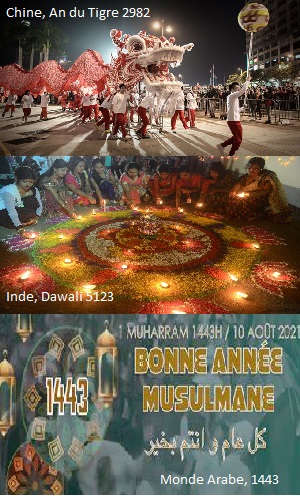 Chine, An du Tigre 2982
Inde, Dawali 5123
1 MUHARRAM 1443H / 10 AOÛT 2021
BONNE ANNÉE
1443
MUSULMANE
كل عام و انتم بخير
Monde Arabe, 1443